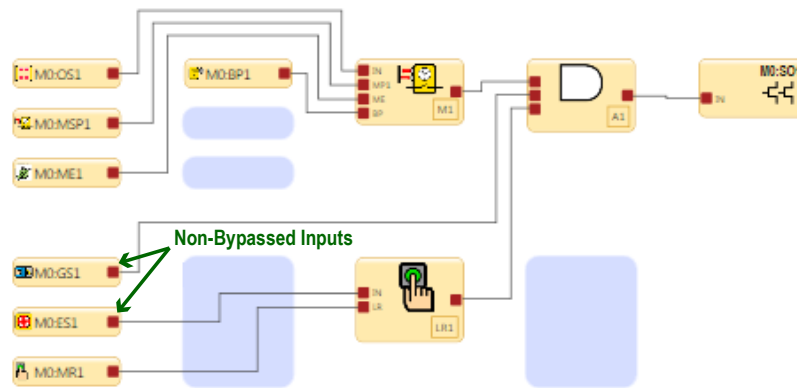 M0:OS1
M0:BP1
IN
MP1
ME
BP
M1
A1
M0:SO
IN
M0:MSP1
M0:ME1
Non-Bypassed Inputs
M0:GS1
IN
LR
LR1
M0:ES1
M0:MR1